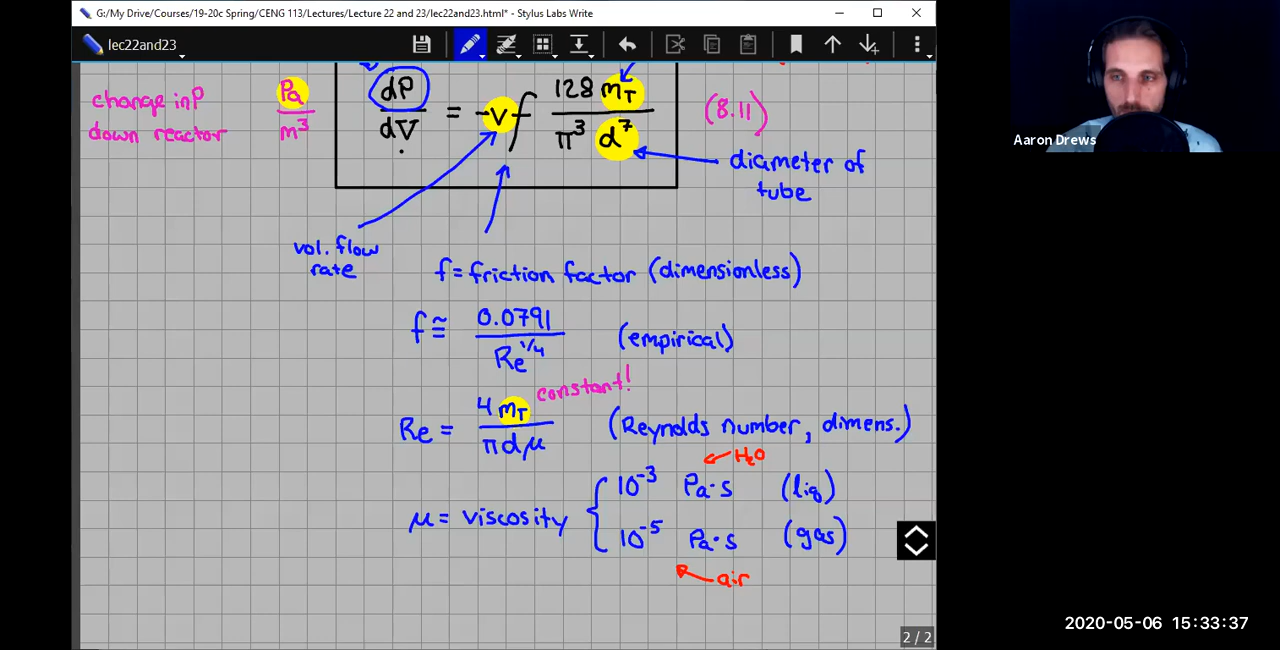 G:/My Drive/Courses/19-20c Spring/CENG 113/Lectures/Lecture 22 and 23/lec22and23.html* - Stylus Labs Write
lec22and23
change in P
down reactor
Pa
m³
dP
dV
= -v f
128 m_T
π³ d⁷
(8.11)
diameter of
tube
vol. flow
rate
f = friction factor (dimensionless)
f ≅ 0.0791
Re^1/4
(empirical)
constant!
Re = 4 m_T
π d μ
(Reynolds number, dimens.)
H₂O
10⁻³ Pa·s (liq)
μ = viscosity
10⁻⁵ Pa·s (gas)
air
2 / 2
Aaron Drews
2020-05-06 15:33:37